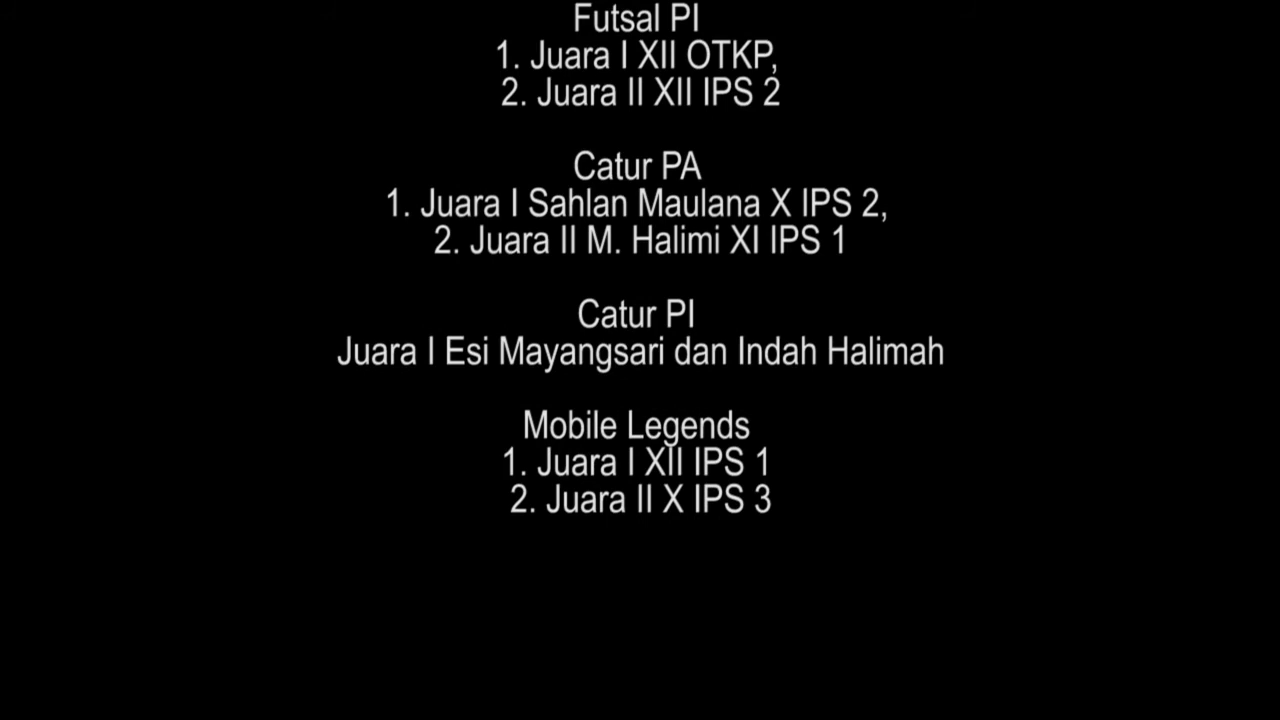 Futsal PI
1. Juara I XII OTKP,
2. Juara II XII IPS 2
Catur PA
1. Juara I Sahlan Maulana X IPS 2,
2. Juara II M. Halimi XI IPS 1
Catur PI
Juara I Esi Mayangsari dan Indah Halimah
Mobile Legends
1. Juara I XII IPS 1
2. Juara II X IPS 3